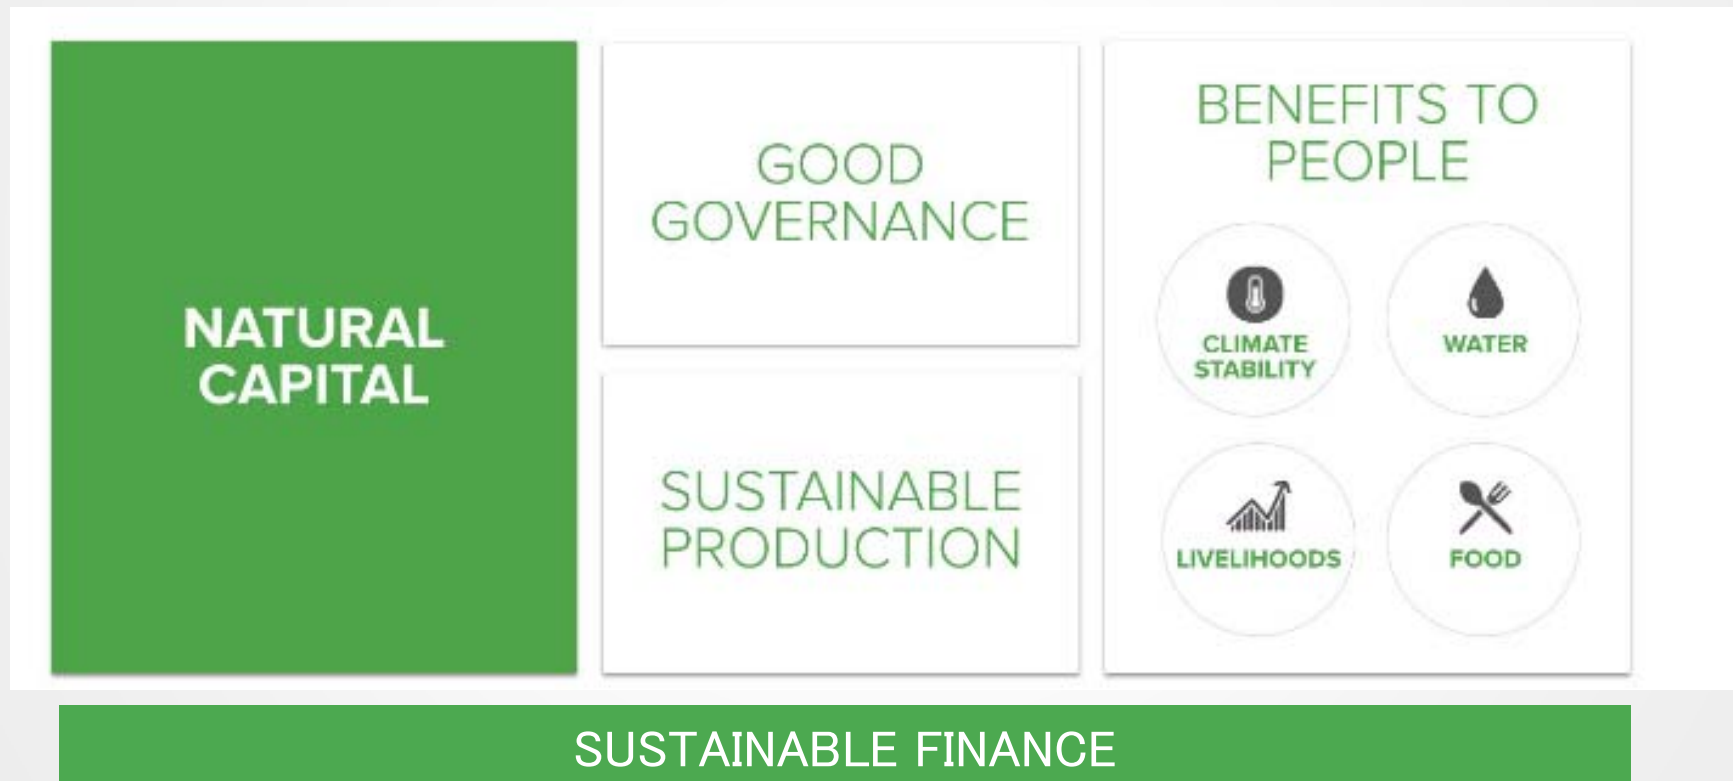 NATURAL
CAPITAL
GOOD
GOVERNANCE
SUSTAINABLE
PRODUCTION
BENEFITS TO
PEOPLE
CLIMATE
STABILITY
WATER
LIVELIHOODS
FOOD
SUSTAINABLE FINANCE